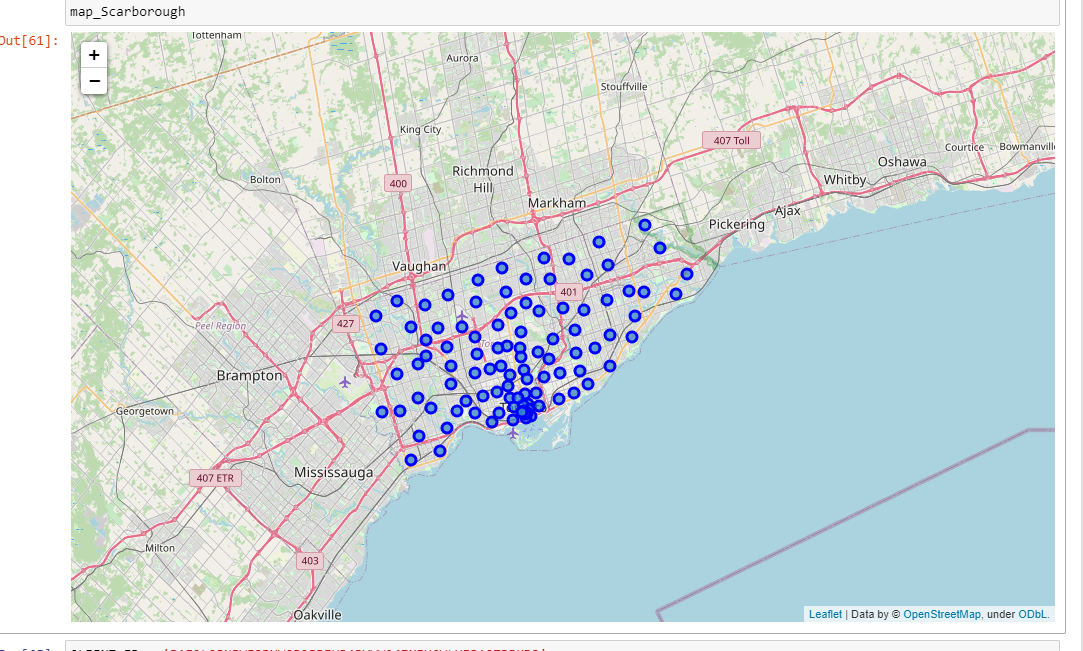 map_Scarborough
Out[61]:
+
−
Tottenham
Aurora
Stouffville
King City
407 Toll
Courtice
Bowmanville
Oshawa
Richmond
Hill
Bolton
400
Whitby
Markham
Ajax
Pickering
Vaughan
401
427
Peel Region
Brampton
Georgetown
Mississauga
407 ETR
Milton
403
Oakville
Leaflet | Data by © OpenStreetMap, under ODbL.